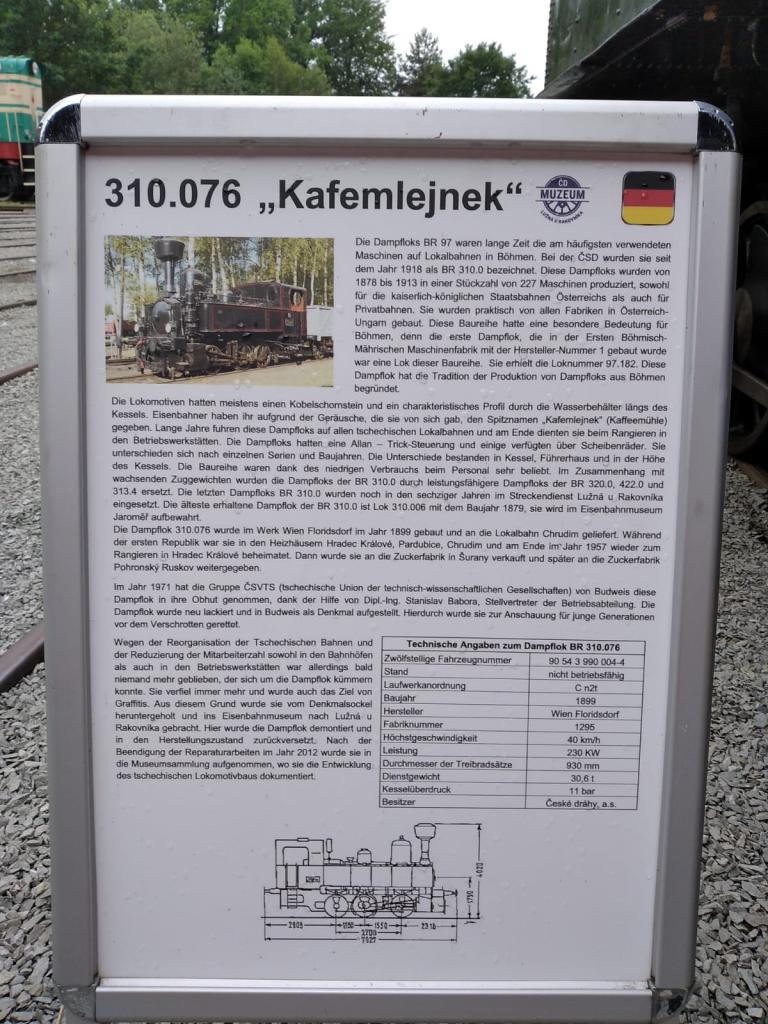 310.076 „Kafemlejnek“
ČD
MUZEUM
LUŽNÁ U RAKOVNÍKA
Die Dampfloks BR 97 waren lange Zeit die am häufigsten verwendeten
Maschinen auf Lokalbahnen in Böhmen. Bei der ČSD wurden sie seit
dem Jahr 1918 als BR 310.0 bezeichnet. Diese Dampfloks wurden von
1878 bis 1913 in einer Stückzahl von 227 Maschinen produziert, sowohl
für die kaiserlich-königlichen Staatsbahnen Österreichs als auch für
Privatbahnen. Sie wurden praktisch von allen Fabriken in Österreich-
Ungarn gebaut. Diese Baureihe hatte eine besondere Bedeutung für
Böhmen, denn die erste Dampflok, die in der Ersten Böhmisch-
Mährischen Maschinenfabrik mit der Hersteller-Nummer 1 gebaut wurde
war eine Lok dieser Baureihe. Sie erhielt die Loknummer 97.182. Diese
Dampflok hat die Tradition der Produktion von Dampfloks aus Böhmen
begründet.
Die Lokomotiven hatten meistens einen Kobelschornstein und ein charakteristisches Profil durch die Wasserbehälter längs des
Kessels. Eisenbahner haben ihr aufgrund der Geräusche, die sie von sich gab, den Spitznamen „Kafemlejnek“ (Kaffeemühle)
gegeben. Lange Jahre fuhren diese Dampfloks auf allen tschechischen Lokalbahnen und am Ende dienten sie beim Rangieren in
den Betriebswerkstätten. Die Dampfloks hatten eine Allan – Trick-Steuerung und einige verfügten über Scheibenräder. Sie
unterschieden sich nach einzelnen Serien und Baujahren. Die Unterschiede bestanden in Kessel, Führerhaus und in der Höhe
des Kessels. Die Baureihe waren dank des niedrigen Verbrauchs beim Personal sehr beliebt. Im Zusammenhang mit
wachsenden Zuggewichten wurden die Dampfloks der BR 310.0 durch leistungsfähigere Dampfloks der BR 320.0, 422.0 und
313.4 ersetzt. Die letzten Dampfloks BR 310.0 wurden noch in den sechziger Jahren im Streckendienst Lužná u Rakovníka
eingesetzt. Die älteste erhaltene Dampflok der BR 310.0 ist Lok 310.006 mit dem Baujahr 1879, sie wird im Eisenbahnmuseum
Jaroměř aufbewahrt.
Die Dampflok 310.076 wurde im Werk Wien Floridsdorf im Jahr 1899 gebaut und an die Lokalbahn Chrudim geliefert. Während
der ersten Republik war sie in den Heizhäusern Hradec Králové, Pardubice, Chrudim und am Ende im Jahr 1957 wieder zum
Rangieren in Hradec Králové beheimatet. Dann wurde sie an die Zuckerfabrik in Šurany verkauft und später an die Zuckerfabrik
Pohronský Ruskov weitergegeben.
Im Jahr 1971 hat die Gruppe ČSVTS (tschechische Union der technisch-wissenschaftlichen Gesellschaften) von Budweis diese
Dampflok in ihre Obhut genommen, dank der Hilfe von Dipl.-Ing. Stanislav Babora, Stellvertreter der Betriebsabteilung. Die
Dampflok wurde neu lackiert und in Budweis als Denkmal aufgestellt. Hierdurch wurde sie zur Anschauung für junge Generationen
vor dem Verschrotten gerettet.
Wegen der Reorganisation der Tschechischen Bahnen und
der Reduzierung der Mitarbeiterzahl sowohl in den Bahnhöfen
als auch in den Betriebswerkstätten war allerdings bald
niemand mehr geblieben, der sich um die Dampflok kümmern
konnte. Sie verfiel immer mehr und wurde auch das Ziel von
Graffitis. Aus diesem Grund wurde sie vom Denkmalsockel
heruntergeholt und ins Eisenbahnmuseum nach Lužná u
Rakovníka gebracht. Hier wurde die Dampflok demontiert und
in den Herstellungszustand zurückversetzt. Nach der
Beendigung der Reparaturarbeiten im Jahr 2012 wurde sie in
die Museumsammlung aufgenommen, wo sie die Entwicklung
des tschechischen Lokomotivbaus dokumentiert.
Technische Angaben zum Dampflok BR 310.076
Zwölfstellige Fahrzeugnummer 90 54 3 990 004-4
Stand nicht betriebsfähig
Laufwerkanordnung C n2t
Baujahr 1899
Hersteller Wien Floridsdorf
Fabriknummer 1295
Höchstgeschwindigkeit 40 km/h
Leistung 230 KW
Durchmesser der Treibradsätze 930 mm
Dienstgewicht 30,6 t
Kesselüberdruck 11 bar
Besitzer České dráhy, a.s.
4020
1790
2909 1150 1550 2318
2700
7927